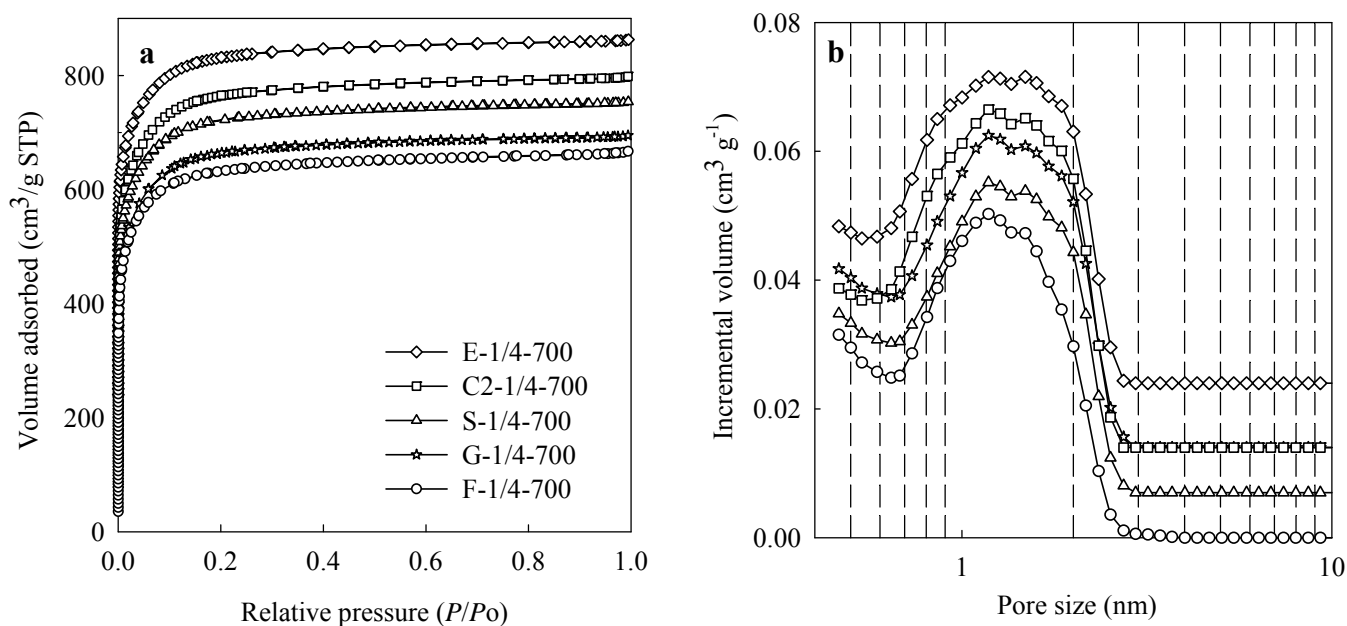 a
Volume adsorbed (cm³/g STP)
800
600
400
200
0
0.0 0.2 0.4 0.6 0.8 1.0
Relative pressure (P/Po)
E-1/4-700
C2-1/4-700
S-1/4-700
G-1/4-700
F-1/4-700
b
Incremental volume (cm³ g⁻¹)
0.08
0.06
0.04
0.02
0.00
1 10
Pore size (nm)